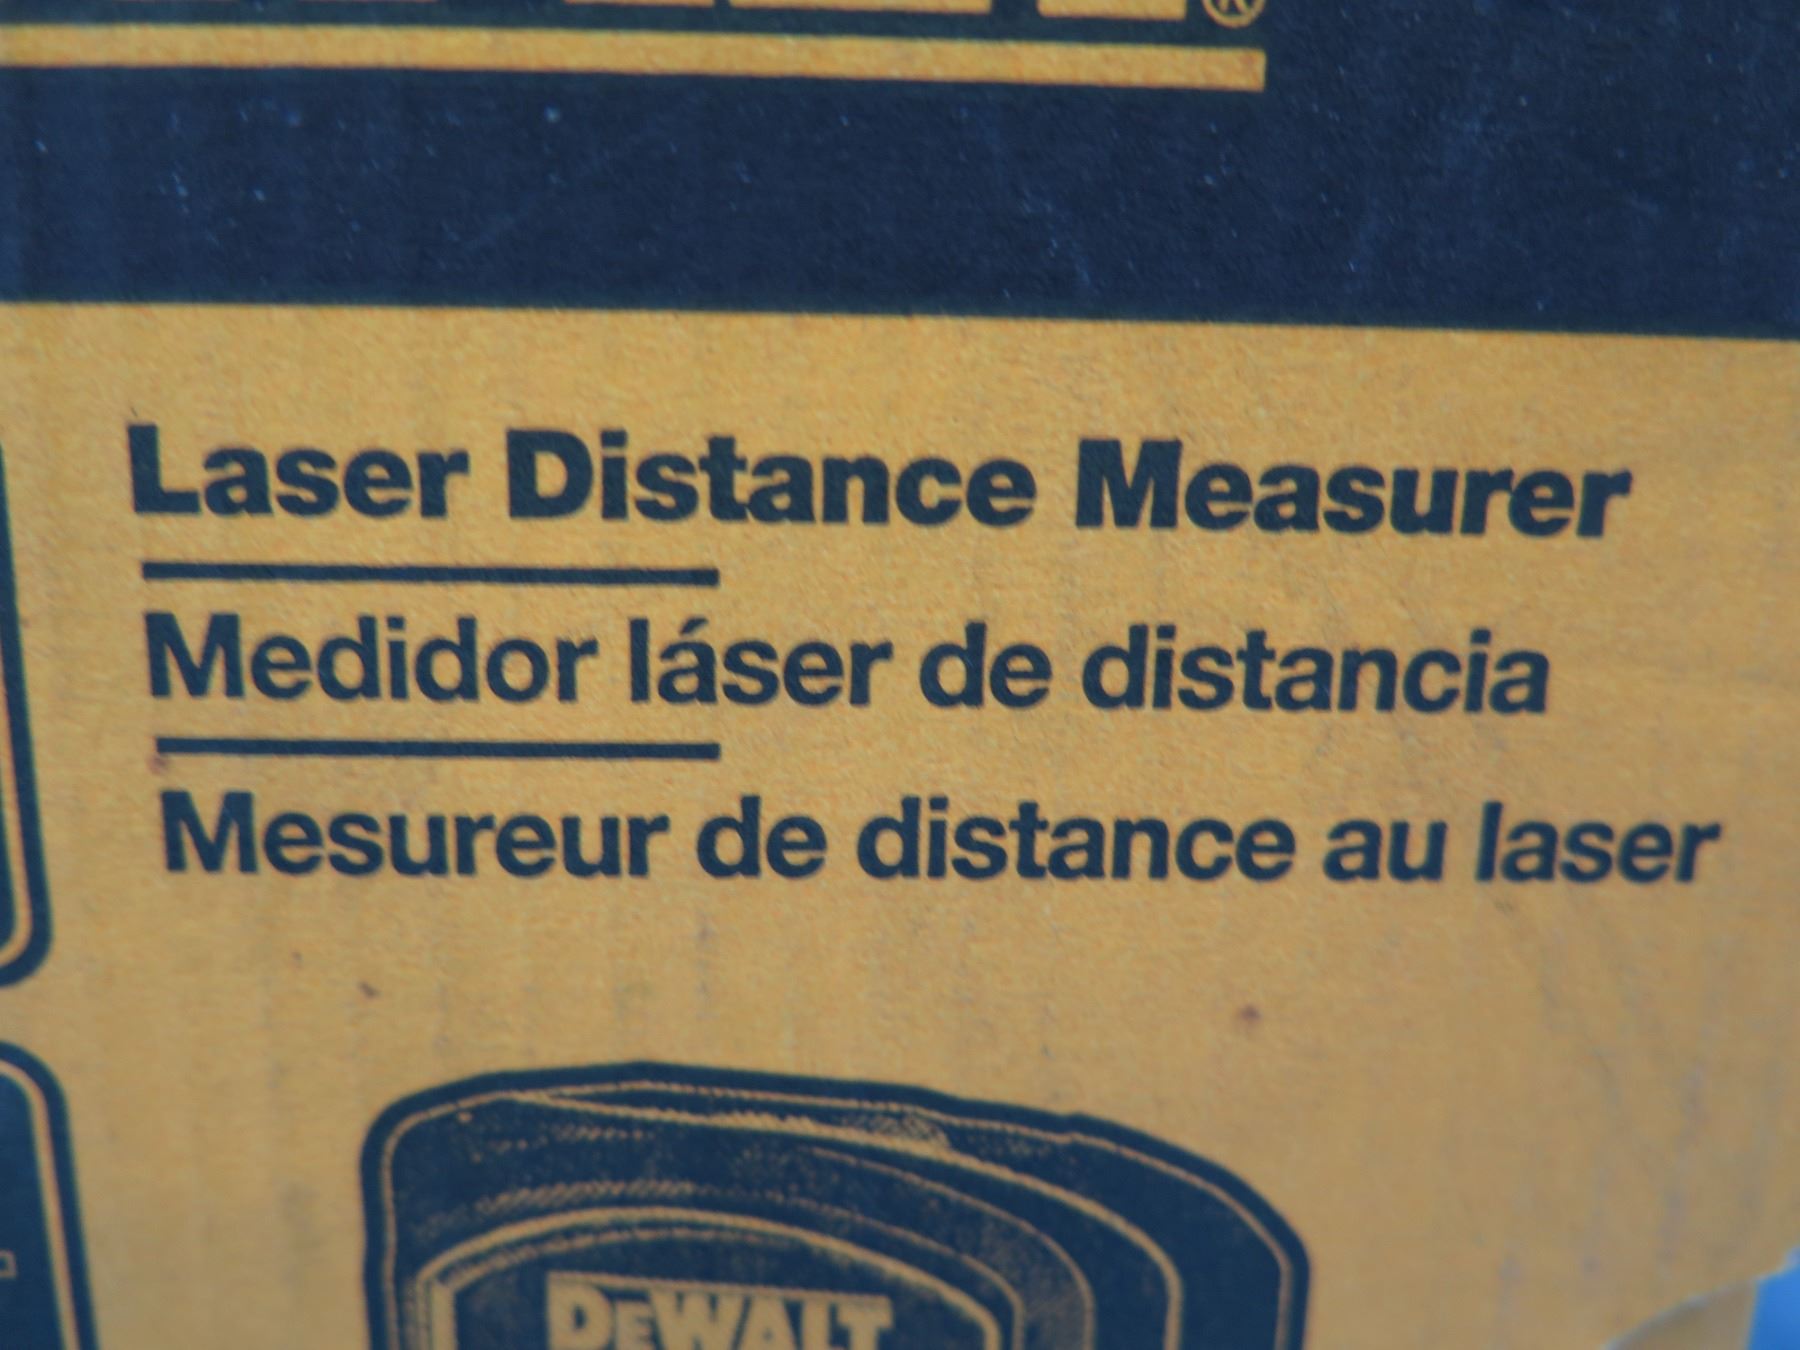 ®
Laser Distance Measurer
Medidor láser de distancia
Mesureur de distance au laser
DEWALT